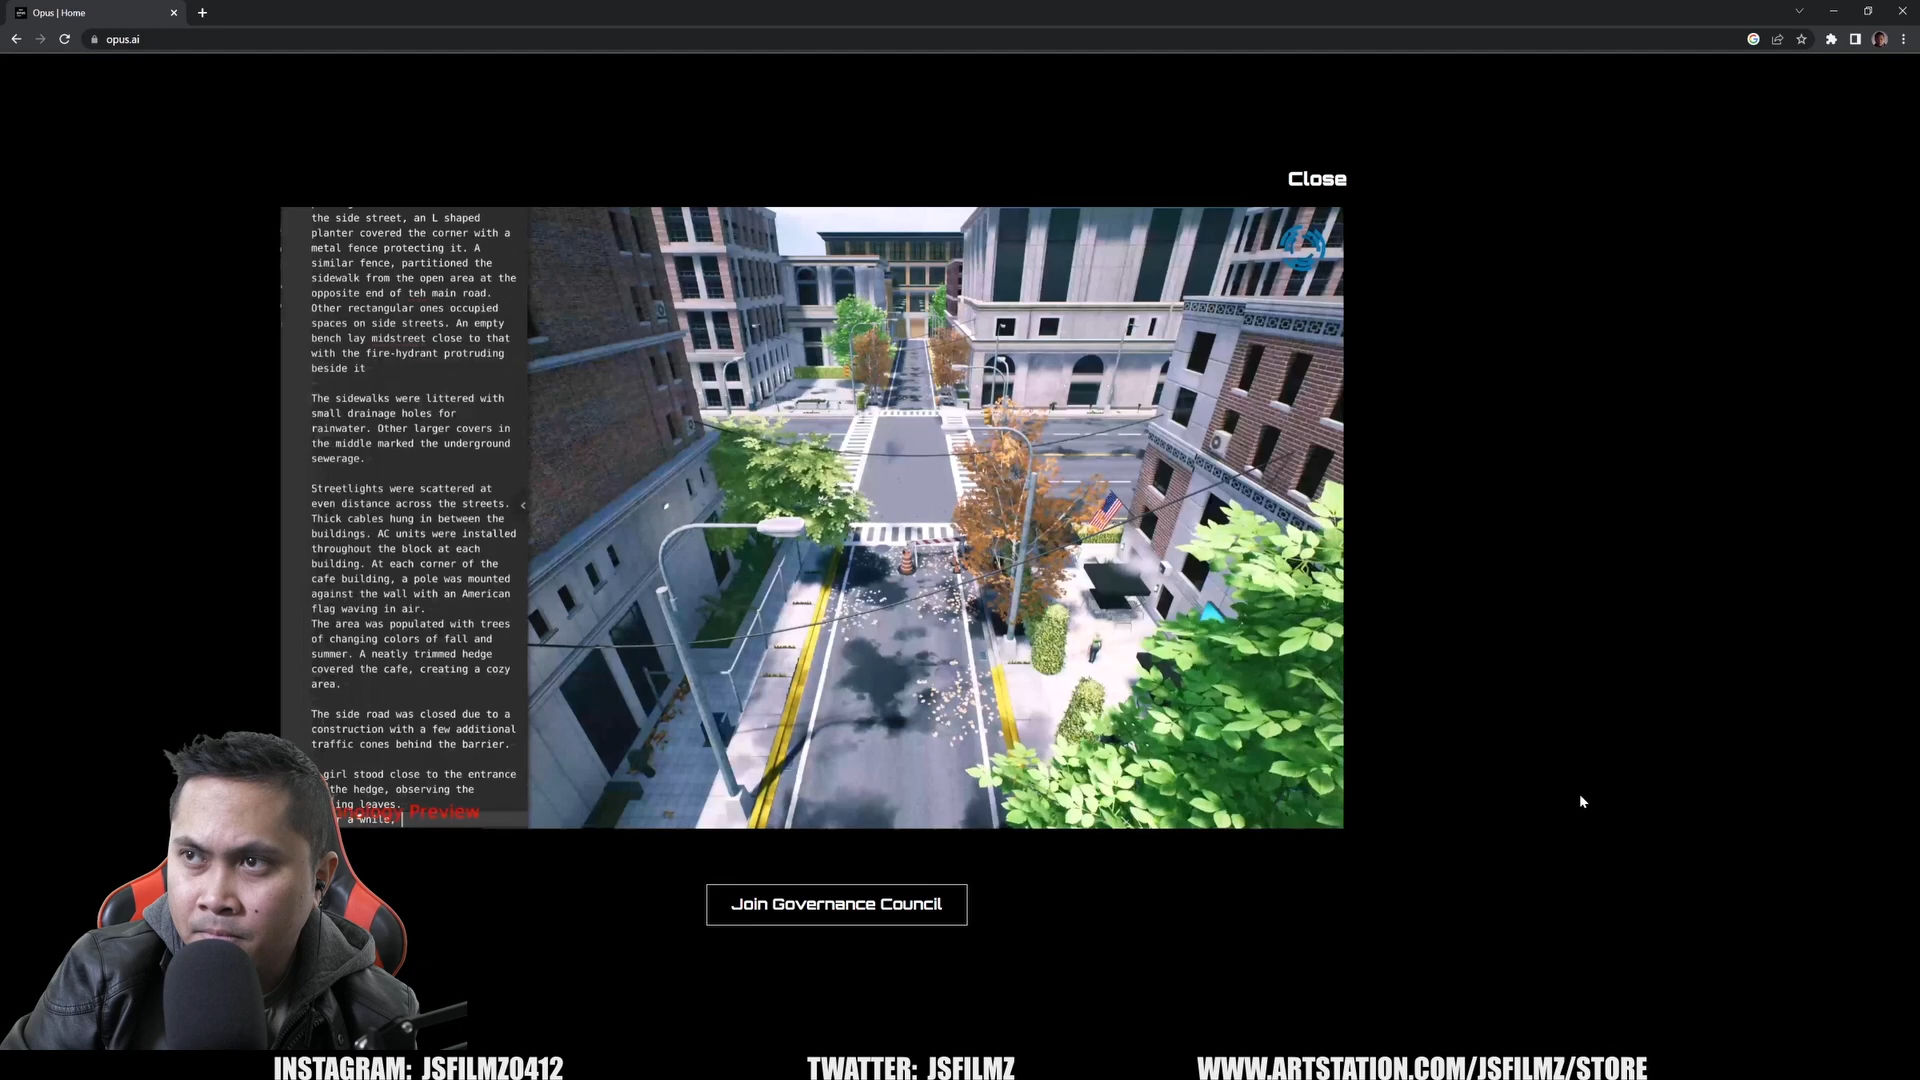 Opus | Home
opus.ai
Close
the side street, an L shaped
planter covered the corner with a
metal fence protecting it. A
similar fence, partitioned the
sidewalk from the open area at the
opposite end of teh main road.
Other rectangular ones occupied
spaces on side streets. An empty
bench lay midstreet close to that
with the fire-hydrant protruding
beside it
The sidewalks were littered with
small drainage holes for
rainwater. Other larger covers in
the middle marked the underground
sewerage.
Streetlights were scattered at
even distance across the streets.
Thick cables hung in between the
buildings. AC units were installed
throughout the block at each
building. At each corner of the
cafe building, a pole was mounted
against the wall with an American
flag waving in air.
The area was populated with trees
of changing colors of fall and
summer. A neatly trimmed hedge
covered the cafe, creating a cozy
area.
The side road was closed due to a
construction with a few additional
traffic cones behind the barrier.
girl stood close to the entrance
the hedge, observing the
ing leaves.
nology Preview
r a while,
Join Governance Council
INSTAGRAM: JSFILMZ0412
TWATTER: JSFILMZ
WWW.ARTSTATION.COM/JSFILMZ/STORE